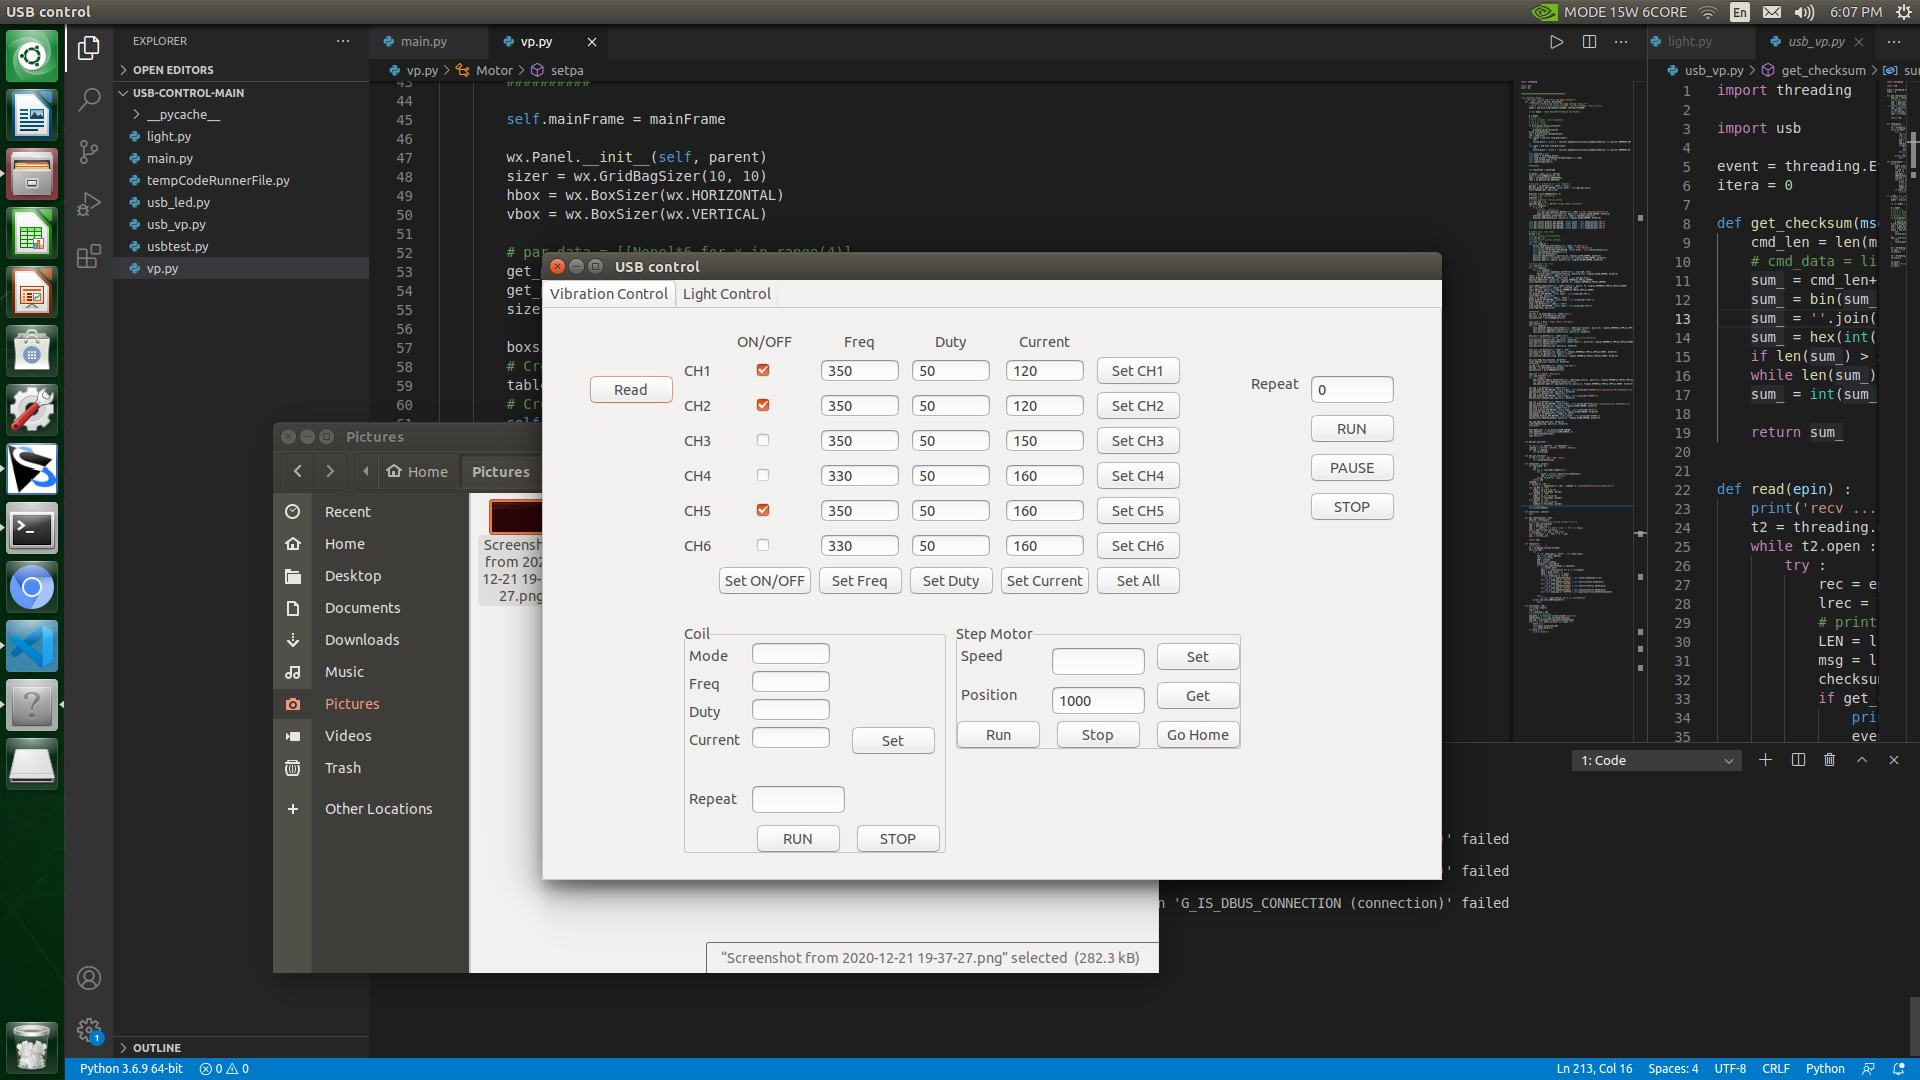 USB control
MODE 15W 6CORE
En
6:07 PM
EXPLORER
OPEN EDITORS
USB-CONTROL-MAIN
__pycache__
light.py
main.py
tempCodeRunnerFile.py
usb_led.py
usb_vp.py
usbtest.py
vp.py
OUTLINE
main.py
vp.py
vp.py > Motor > setpa
44
45 self.mainFrame = mainFrame
46
47 wx.Panel.__init__(self, parent)
48 sizer = wx.GridBagSizer(10, 10)
49 hbox = wx.BoxSizer(wx.HORIZONTAL)
50 vbox = wx.BoxSizer(wx.VERTICAL)
51
52 # par_data = [[None]*6 for x in range(4)]
53 get_
54 get_
55 size
56
57 boxs
58 # Cr
59 table
60 # Cr
light.py
usb_vp.py
usb_vp.py > get_checksum >
1 import threading
2
3 import usb
4
5 event = threading.E
6 itera = 0
7
8 def get_checksum(ms
9 cmd_len = len(m
10 # cmd_data = li
11 sum_ = cmd_len+
12 sum_ = bin(sum_
13 sum_ = ''.join(
14 sum_ = hex(int(
15 if len(sum_) >
16 while len(sum_)
17 sum_ = int(sum_
18
19 return sum_
20
21
22 def read(epin) :
23 print('recv ...
24 t2 = threading.
25 while t2.open :
26 try :
27 rec = e
28 lrec =
29 # print
30 LEN = l
31 msg = l
32 checksu
33 if get_
34 pri
35 eve
USB control
Vibration Control
Light Control
ON/OFF Freq Duty Current
CH1 350 50 120 Set CH1
Read
CH2 350 50 120 Set CH2
CH3 350 50 150 Set CH3
CH4 330 50 160 Set CH4
CH5 350 50 160 Set CH5
CH6 330 50 160 Set CH6
Set ON/OFF Set Freq Set Duty Set Current Set All
Repeat 0
RUN
PAUSE
STOP
Coil
Mode
Freq
Duty
Current Set
Repeat
RUN STOP
Step Motor
Speed Set
Position 1000 Get
Run Stop Go Home
Pictures
Home Pictures
Recent
Home
Desktop
Documents
Downloads
Music
Pictures
Videos
Trash
Other Locations
Screensh
from 202
12-21 19-
27.png
“Screenshot from 2020-12-21 19-37-27.png” selected (282.3 kB)
1: Code
' failed
' failed
'G_IS_DBUS_CONNECTION (connection)' failed
1
Python 3.6.9 64-bit 0 0
Ln 213, Col 16 Spaces: 4 UTF-8 CRLF Python